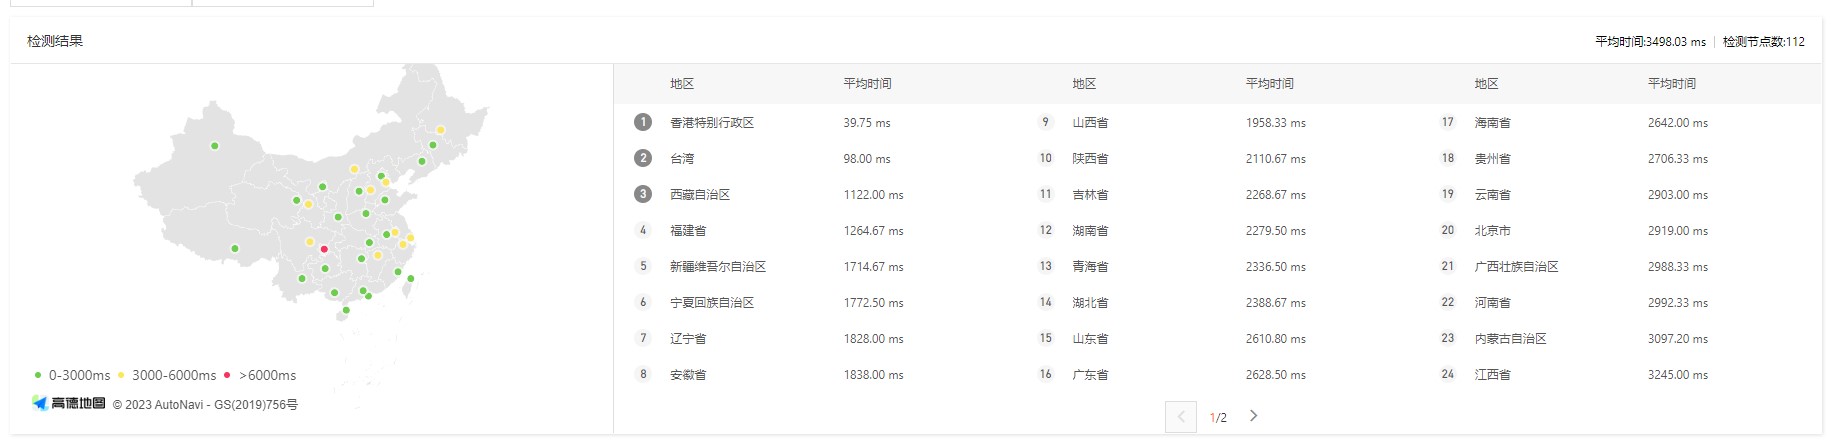 检测结果
平均时间:3498.03 ms 检测节点数:112
地区 平均时间 地区 平均时间 地区 平均时间
1 香港特别行政区 39.75 ms 9 山西省 1958.33 ms 17 海南省 2642.00 ms
2 台湾 98.00 ms 10 陕西省 2110.67 ms 18 贵州省 2706.33 ms
3 西藏自治区 1122.00 ms 11 吉林省 2268.67 ms 19 云南省 2903.00 ms
4 福建省 1264.67 ms 12 湖南省 2279.50 ms 20 北京市 2919.00 ms
5 新疆维吾尔自治区 1714.67 ms 13 青海省 2336.50 ms 21 广西壮族自治区 2988.33 ms
6 宁夏回族自治区 1772.50 ms 14 湖北省 2388.67 ms 22 河南省 2992.33 ms
7 辽宁省 1828.00 ms 15 山东省 2610.80 ms 23 内蒙古自治区 3097.20 ms
8 安徽省 1838.00 ms 16 广东省 2628.50 ms 24 江西省 3245.00 ms
0-3000ms 3000-6000ms >6000ms
高德地图 © 2023 AutoNavi - GS(2019)756号
1/2